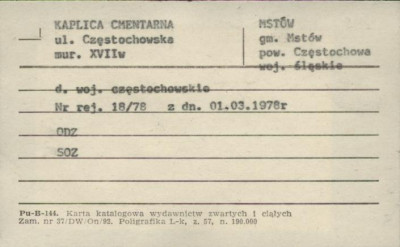 KAPLICA CMENTARNA
ul. Częstochowska
mur. XVIIw
MSTÓW
gm. Mstów
pow. Częstochowa
woj. śląskie
d. woj. częstochowskie
Nr rej. 18/78 z dn. 01.03.1978r
ODZ
SOZ
Pu-B-144. Karta katalogowa wydawnictw zwartych i ciąłych
Zam. nr 37/DW/On/92. Poligrafika Ł-k, z. 57, n. 190.000